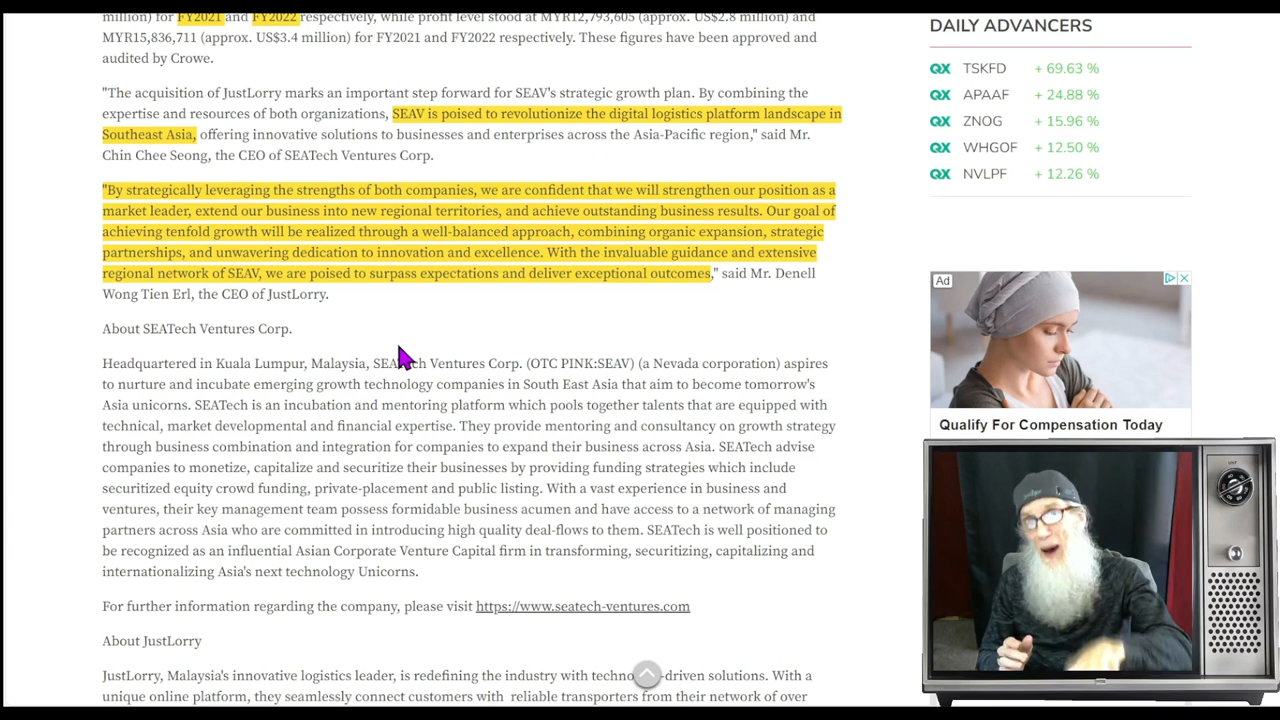 million) for FY2021 and FY2022 respectively, while profit level stood at MYR12,793,605 (approx. US$2.8 million) and
MYR15,836,711 (approx. US$3.4 million) for FY2021 and FY2022 respectively. These figures have been approved and
audited by Crowe.
"The acquisition of JustLorry marks an important step forward for SEAV's strategic growth plan. By combining the
expertise and resources of both organizations, SEAV is poised to revolutionize the digital logistics platform landscape in
Southeast Asia, offering innovative solutions to businesses and enterprises across the Asia-Pacific region," said Mr.
Chin Chee Seong, the CEO of SEATech Ventures Corp.
"By strategically leveraging the strengths of both companies, we are confident that we will strengthen our position as a
market leader, extend our business into new regional territories, and achieve outstanding business results. Our goal of
achieving tenfold growth will be realized through a well-balanced approach, combining organic expansion, strategic
partnerships, and unwavering dedication to innovation and excellence. With the invaluable guidance and extensive
regional network of SEAV, we are poised to surpass expectations and deliver exceptional outcomes," said Mr. Denell
Wong Tien Erl, the CEO of JustLorry.
About SEATech Ventures Corp.
Headquartered in Kuala Lumpur, Malaysia, SEATech Ventures Corp. (OTC PINK:SEAV) (a Nevada corporation) aspires
to nurture and incubate emerging growth technology companies in South East Asia that aim to become tomorrow's
Asia unicorns. SEATech is an incubation and mentoring platform which pools together talents that are equipped with
technical, market developmental and financial expertise. They provide mentoring and consultancy on growth strategy
through business combination and integration for companies to expand their business across Asia. SEATech advise
companies to monetize, capitalize and securitize their businesses by providing funding strategies which include
securitized equity crowd funding, private-placement and public listing. With a vast experience in business and
ventures, their key management team possess formidable business acumen and have access to a network of managing
partners across Asia who are committed in introducing high quality deal-flows to them. SEATech is well positioned to
be recognized as an influential Asian Corporate Venture Capital firm in transforming, securitizing, capitalizing and
internationalizing Asia's next technology Unicorns.
For further information regarding the company, please visit https://www.seatech-ventures.com
About JustLorry
JustLorry, Malaysia's innovative logistics leader, is redefining the industry with -driven solutions. With a
unique online platform, they seamlessly connect customers with reliable transporters from their network of over
DAILY ADVANCERS
QX TSKFD + 69.63 %
QX APAAF + 24.88 %
QX ZNOG + 15.96 %
QX WHGOF + 12.50 %
QX NVLPF + 12.26 %
Ad
Qualify For Compensation Today